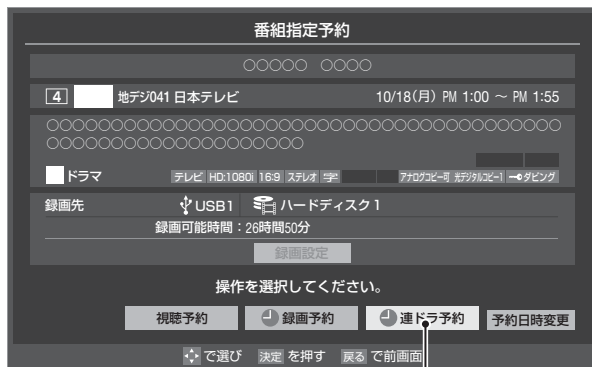 番組指定予約
○○○○○ ○○○○
4 地デジ041 日本テレビ 10/18(月) PM 1:00 ～ PM 1:55
○○○○○○○○○○○○○○○○○○○○○○○○○○○○○○○○○○○○○○○○
○○○○○○○○○○○○○○○○○○○○
ドラマ テレビ HD:1080i 16:9 ステレオ 字 アナログコピー可 光デジタルコピー1 ダビング
録画先 USB1 ハードディスク1
録画可能時間：26時間50分
録画設定
操作を選択してください。
視聴予約 録画予約 連ドラ予約 予約日時変更
で選び 決定 を押す 戻る で前画面